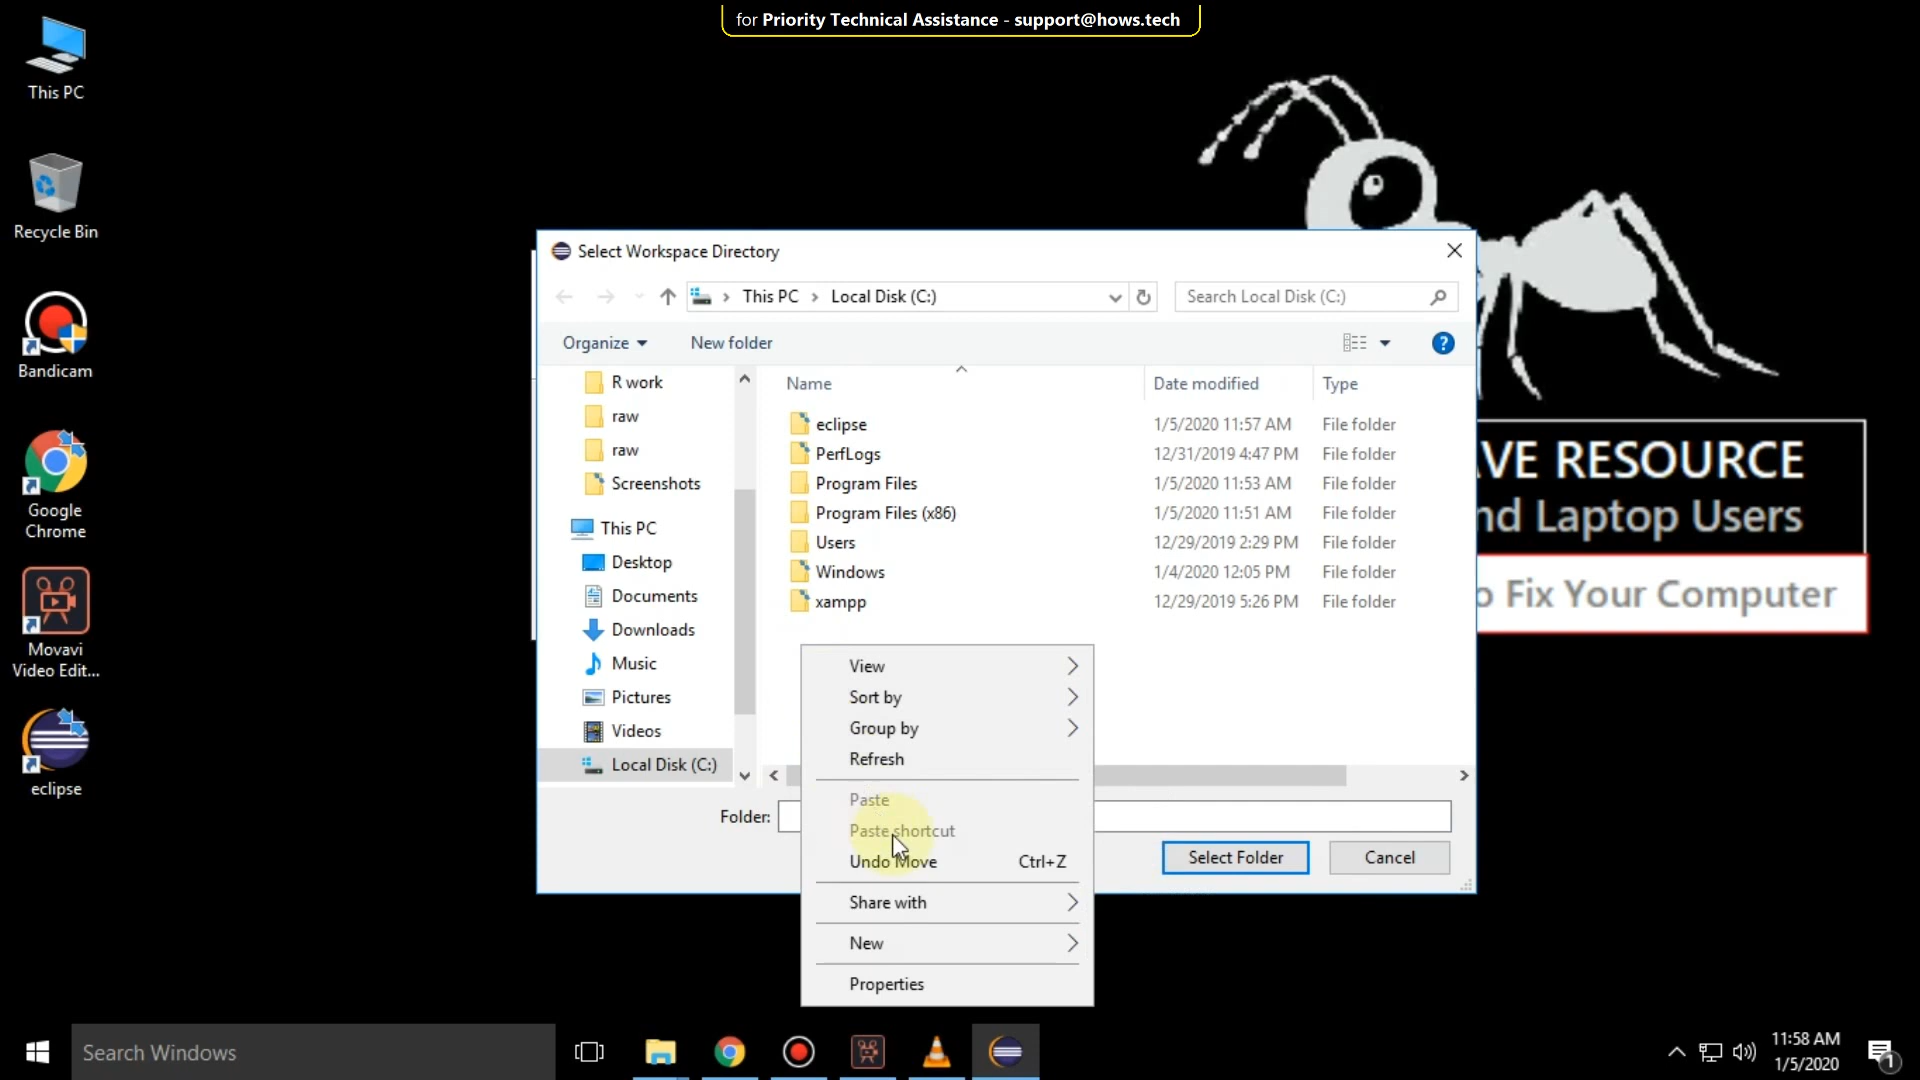 for Priority Technical Assistance - support@hows.tech
This PC
Recycle Bin
Bandicam
Google
Chrome
Movavi
Video Edit...
eclipse
Select Workspace Directory
This PC
Local Disk (C:)
Search Local Disk (C:)
Organize
New folder
?
R work
raw
raw
Screenshots
This PC
Desktop
Documents
Downloads
Music
Pictures
Videos
Local Disk (C:)
Name Date modified Type
eclipse 1/5/2020 11:57 AM File folder
PerfLogs 12/31/2019 4:47 PM File folder
Program Files 1/5/2020 11:53 AM File folder
Program Files (x86) 1/5/2020 11:51 AM File folder
Users 12/29/2019 2:29 PM File folder
Windows 1/4/2020 12:05 PM File folder
xampp 12/29/2019 5:26 PM File folder
View
Sort by
Group by
Refresh
Paste
Paste shortcut
Undo Move Ctrl+Z
Share with
New
Properties
Folder:
Select Folder
Cancel
VE RESOURCE
nd Laptop Users
o Fix Your Computer
Search Windows
11:58 AM
1/5/2020
1